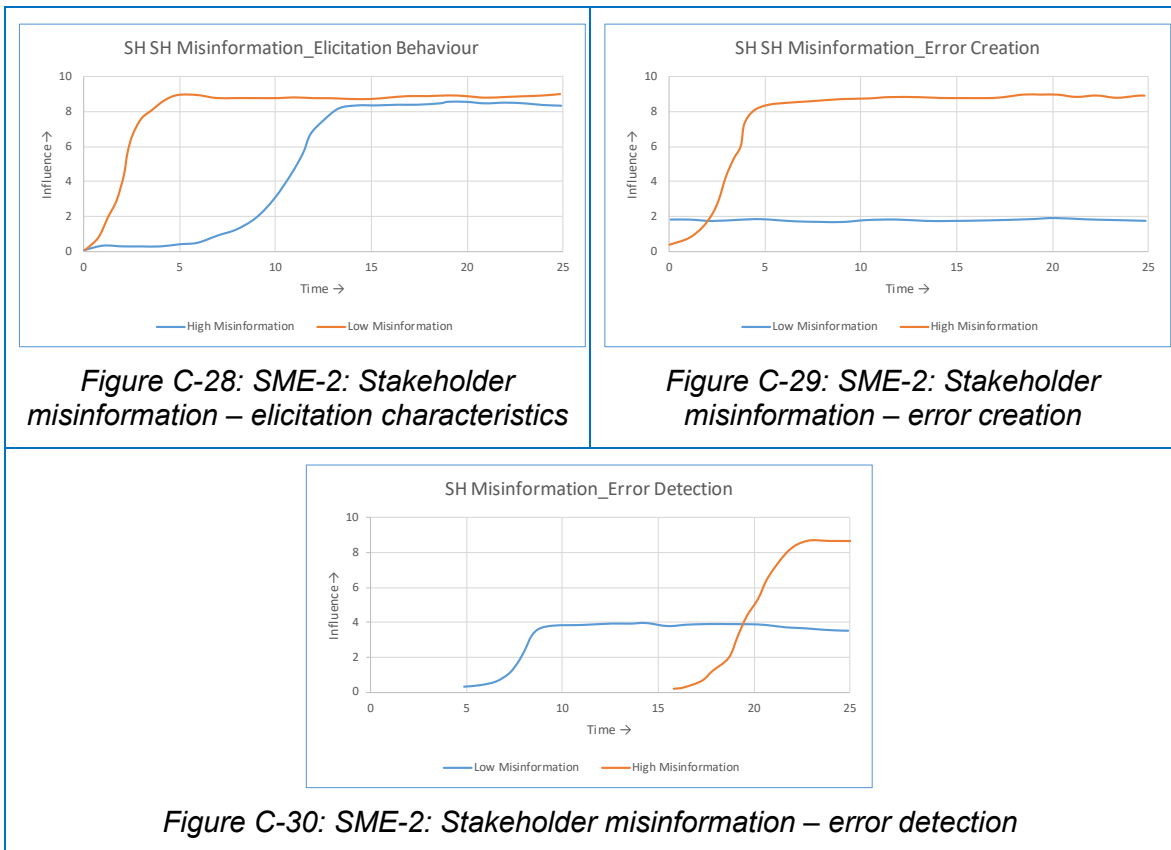 SH SH Misinformation_Elicitation Behaviour
10
8
6
4
2
0
Influence →
0 5 10 15 20 25
Time →
High Misinformation Low Misinformation
Figure C-28: SME-2: Stakeholder
misinformation – elicitation characteristics
SH SH Misinformation_Error Creation
10
8
6
4
2
0
Influence →
0 5 10 15 20 25
Time →
Low Misinformation High Misinformation
Figure C-29: SME-2: Stakeholder
misinformation – error creation
SH Misinformation_Error Detection
10
8
6
4
2
0
Influence →
0 5 10 15 20 25
Time →
Low Misinformation High Misinformation
Figure C-30: SME-2: Stakeholder misinformation – error detection